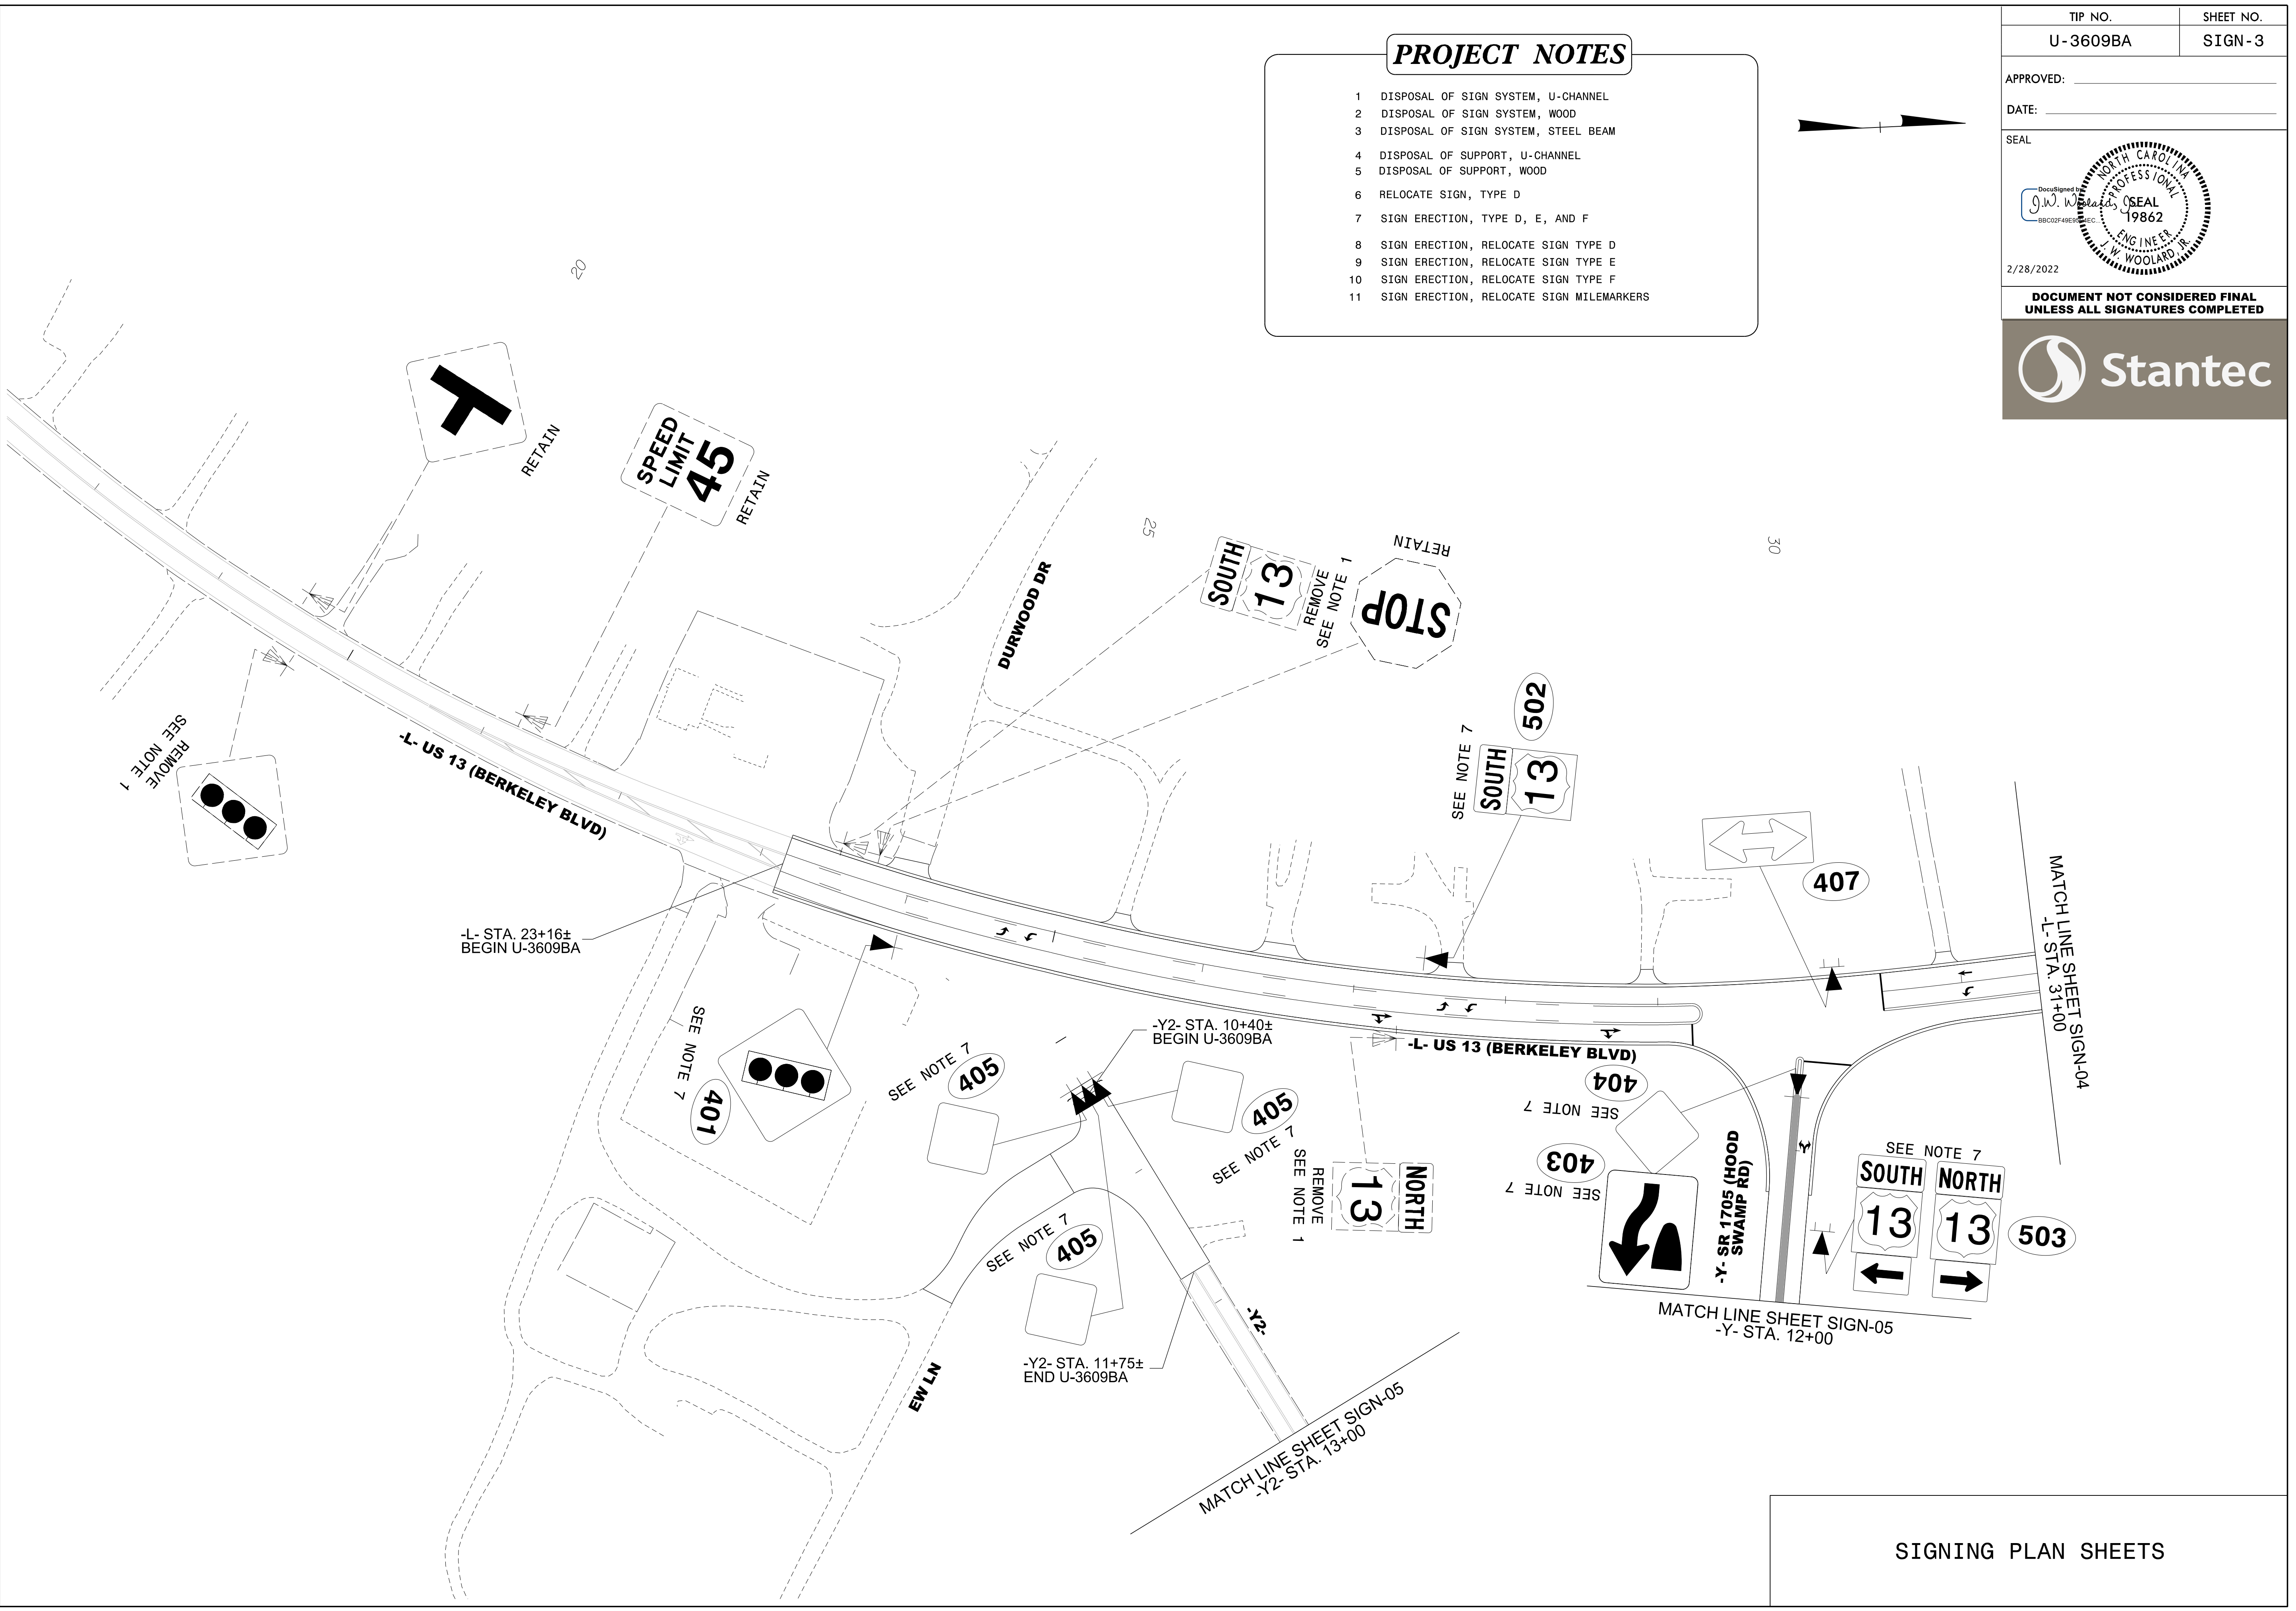 TIP NO.
SHEET NO.
U-3609BA
SIGN-3
APPROVED:
DATE:
SEAL
NORTH CAROLINA
PROFESSIONAL
SEAL
19862
ENGINEER
J. W. WOOLARD, JR.
DocuSigned by
J.W. Woolard, Jr.
2/28/2022
DOCUMENT NOT CONSIDERED FINAL
UNLESS ALL SIGNATURES COMPLETED
Stantec
PROJECT NOTES
1 DISPOSAL OF SIGN SYSTEM, U-CHANNEL
2 DISPOSAL OF SIGN SYSTEM, WOOD
3 DISPOSAL OF SIGN SYSTEM, STEEL BEAM
4 DISPOSAL OF SUPPORT, U-CHANNEL
5 DISPOSAL OF SUPPORT, WOOD
6 RELOCATE SIGN, TYPE D
7 SIGN ERECTION, TYPE D, E, AND F
8 SIGN ERECTION, RELOCATE SIGN TYPE D
9 SIGN ERECTION, RELOCATE SIGN TYPE E
10 SIGN ERECTION, RELOCATE SIGN TYPE F
11 SIGN ERECTION, RELOCATE SIGN MILEMARKERS
20
25
30
RETAIN
SPEED
LIMIT
45
RETAIN
DURWOOD DR
SOUTH
13
REMOVE
SEE NOTE 1
RETAIN
STOP
502
SEE NOTE 7
SOUTH
13
407
MATCH LINE SHEET SIGN-04
-L- STA. 31+00
REMOVE
SEE NOTE 1
-L- US 13 (BERKELEY BLVD)
-L- STA. 23+16±
BEGIN U-3609BA
SEE NOTE 7
401
SEE NOTE 7
405
-Y2- STA. 10+40±
BEGIN U-3609BA
405
SEE NOTE 7
SEE NOTE 7
405
-L- US 13 (BERKELEY BLVD)
NORTH
13
REMOVE
SEE NOTE 1
404
SEE NOTE 7
403
SEE NOTE 7
-Y- SR 1705 (HOOD
SWAMP RD)
SEE NOTE 7
SOUTH
NORTH
13
13
503
MATCH LINE SHEET SIGN-05
-Y- STA. 12+00
-Y2-
-Y2- STA. 11+75±
END U-3609BA
EW LN
MATCH LINE SHEET SIGN-05
-Y2- STA. 13+00
SIGNING PLAN SHEETS